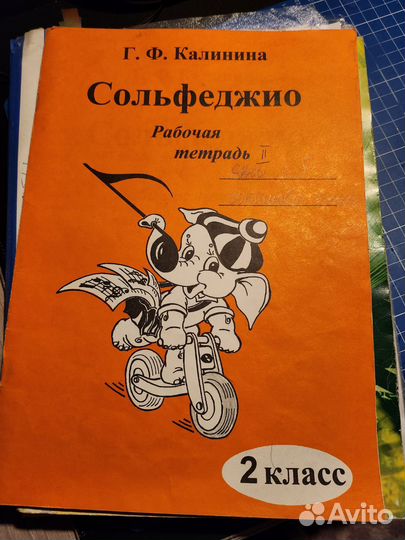 Г. Ф. Калинина
Сольфеджио
Рабочая
тетрадь II
2 класс
Avito